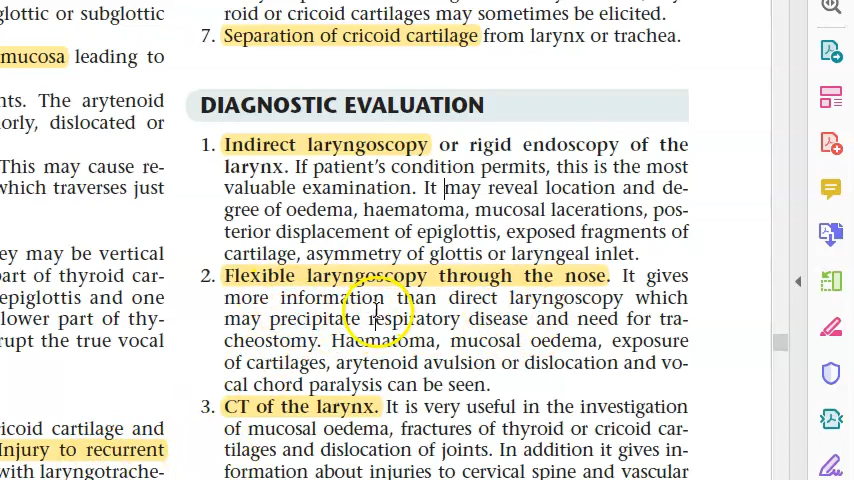 glottic or subglottic
mucosa leading to
nts. The arytenoid
orly, dislocated or
This may cause re-
which traverses just
ey may be vertical
part of thyroid car-
epiglottis and one
lower part of thy-
rupt the true vocal
ricoid cartilage and
Injury to recurrent
with laryngotrache-
roid or cricoid cartilages may sometimes be elicited.
7. Separation of cricoid cartilage from larynx or trachea.
DIAGNOSTIC EVALUATION
1. Indirect laryngoscopy or rigid endoscopy of the
larynx. If patient's condition permits, this is the most
valuable examination. It may reveal location and de-
gree of oedema, haematoma, mucosal lacerations, pos-
terior displacement of epiglottis, exposed fragments of
cartilage, asymmetry of glottis or laryngeal inlet.
2. Flexible laryngoscopy through the nose. It gives
more information than direct laryngoscopy which
may precipitate respiratory disease and need for tra-
cheostomy. Haematoma, mucosal oedema, exposure
of cartilages, arytenoid avulsion or dislocation and vo-
cal chord paralysis can be seen.
3. CT of the larynx. It is very useful in the investigation
of mucosal oedema, fractures of thyroid or cricoid car-
tilages and dislocation of joints. In addition it gives in-
formation about injuries to cervical spine and vascular